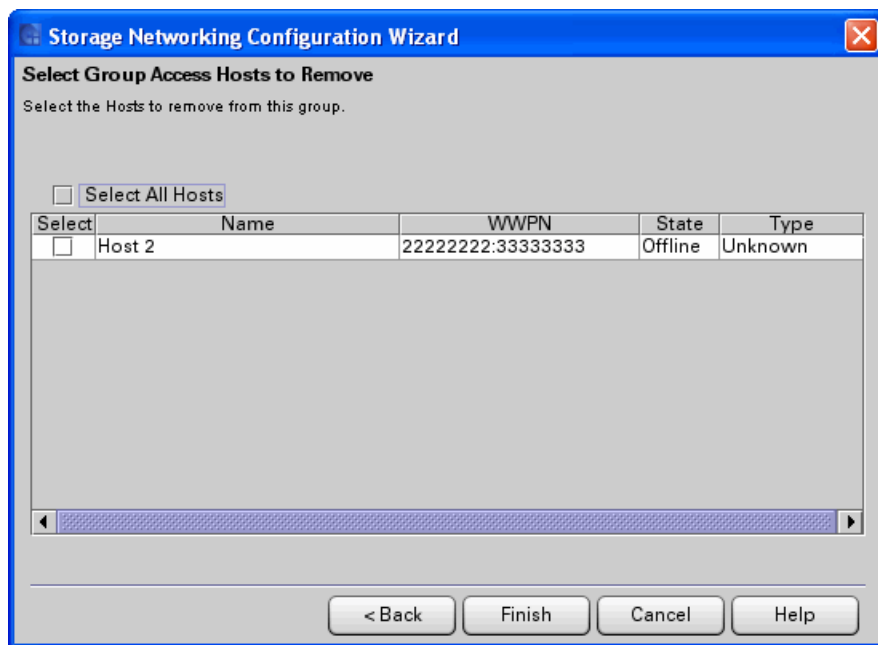 Storage Networking Configuration Wizard
Select Group Access Hosts to Remove
Select the Hosts to remove from this group.
Select All Hosts
Select Name WWPN State Type
Host 2 22222222:33333333 Offline Unknown
< Back Finish Cancel Help